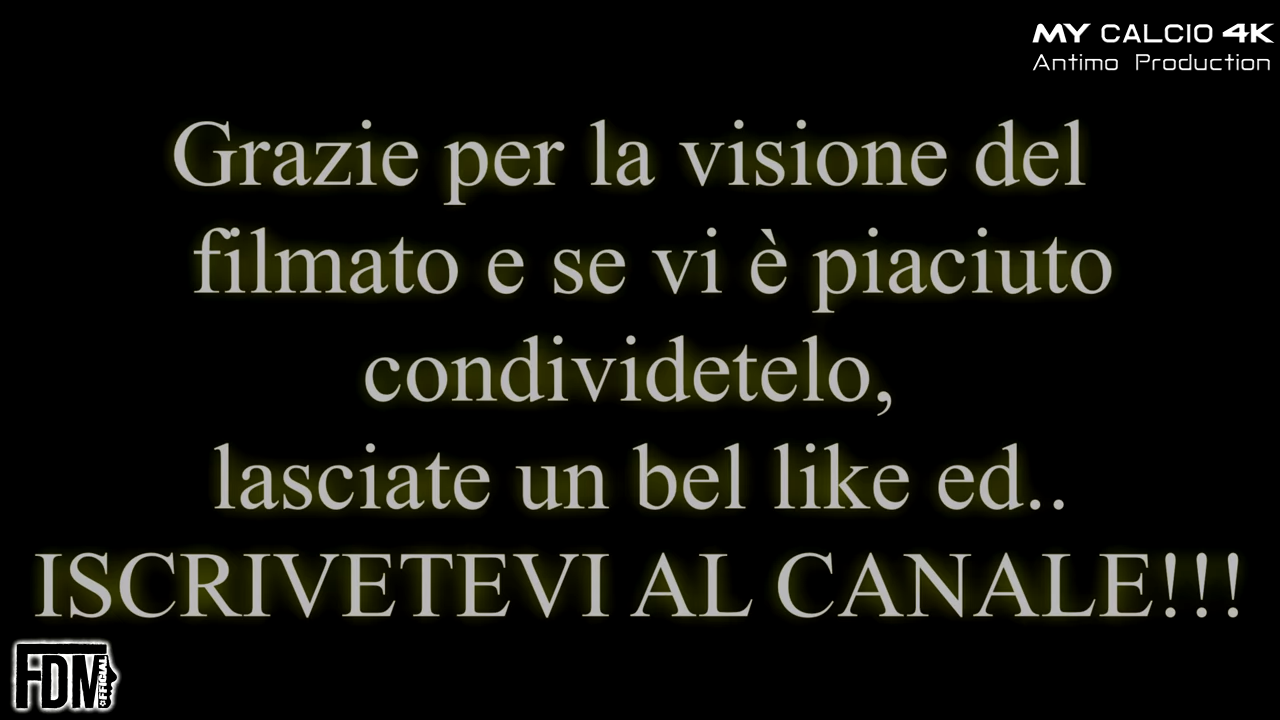 MY CALCIO 4K
Antimo Production
Grazie per la visione del
filmato e se vi è piaciuto
condividetelo,
lasciate un bel like ed..
ISCRIVETEVI AL CANALE!!!
FDM
OFFICIAL